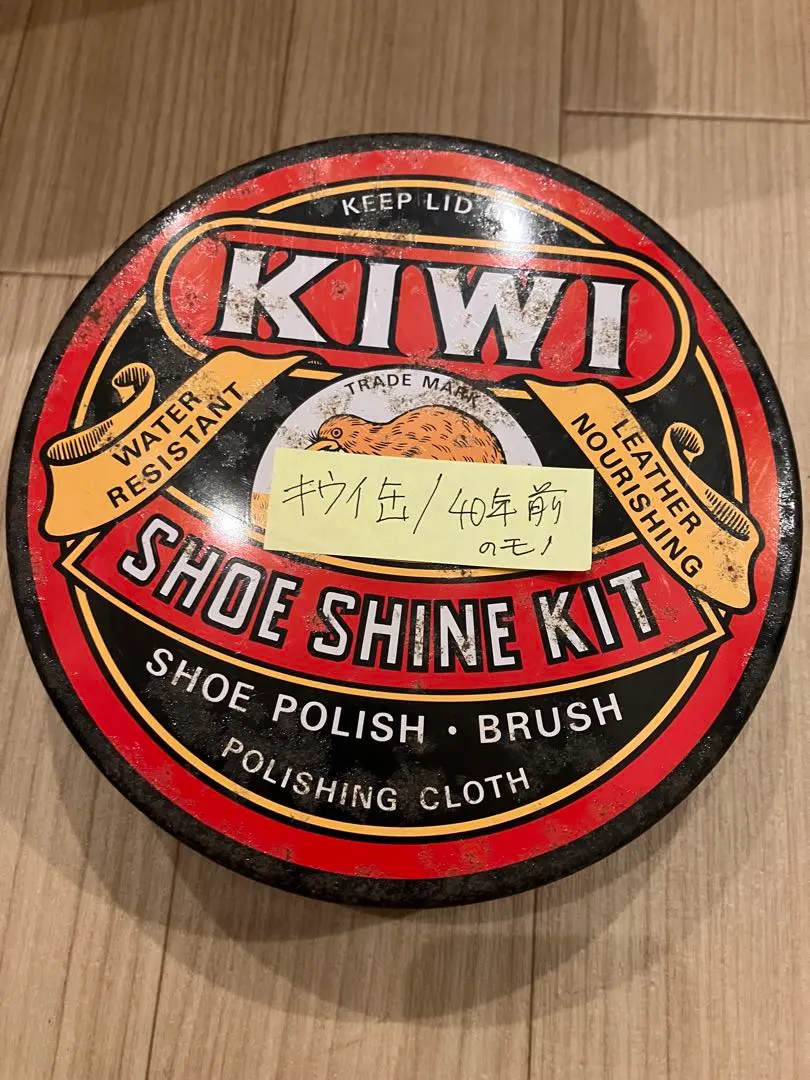 KEEP LID
KIWI
TRADE MARK
WATER
RESISTANT
LEATHER
NOURISHING
キウイ缶/40年前
のモノ
SHOE SHINE KIT
SHOE POLISH · BRUSH
POLISHING CLOTH